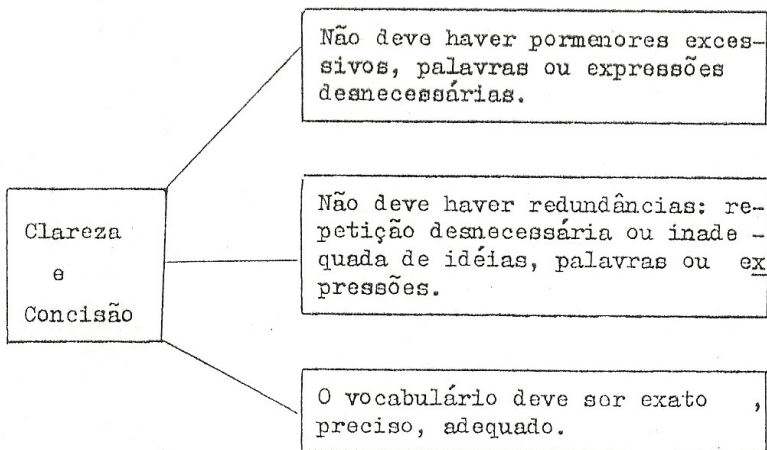 Não deve haver pormenores exces-
sivos, palavras ou expressões
desnecessárias.
Clareza
e
Concisão
Não deve haver redundâncias: re-
petição desnecessária ou inade -
quada de idéias, palavras ou ex
pressões.
O vocabulário deve ser exato ,
preciso, adequado.